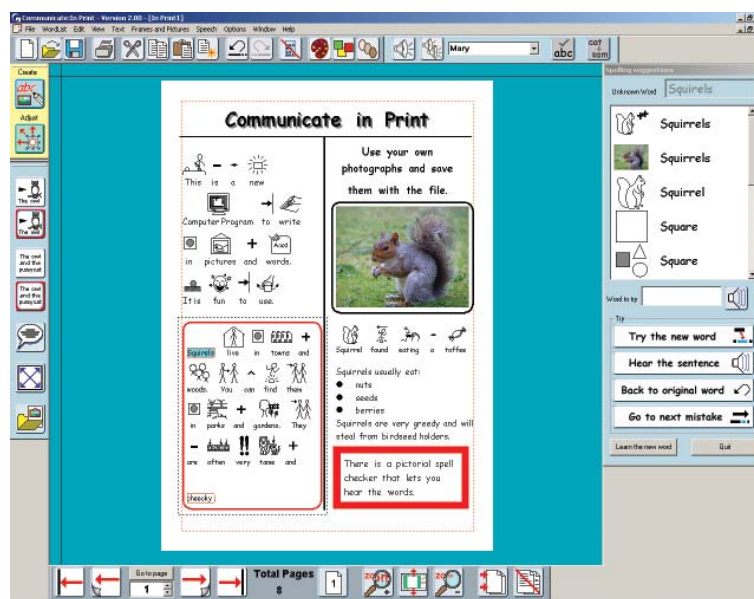 Communicate:In Print - Version 2.00 - [In Print1]
File WordList Edit View Text Frames and Pictures Speech Options Window Help
Mary
abc
cat
sam
Create
abc
Adjust
The owl
The owl
The owl
and the
pussycat
The owl
and the
pussycat
Communicate in Print
This is a new
Computer Program to write
in pictures and words.
It is fun to use.
Squirrels live in towns and
woods. You can find them
in parks and gardens. They
are often very tame and
cheeky.
Use your own
photographs and save
them with the file.
Squirrel found eating a toffee
Squirrels usually eat:
nuts
seeds
berries
Squirrels are very greedy and will
steal from birdseed holders.
There is a pictorial spell
checker that lets you
hear the words.
Spelling suggestions
Unknown Word Squirrels
Squirrels
Squirrels
Squirrel
Square
Square
Word to try
Try
Try the new word
Hear the sentence
Back to original word
Go to next mistake
Learn the new word Quit
Go to page
1
Total Pages
8
1
zoom